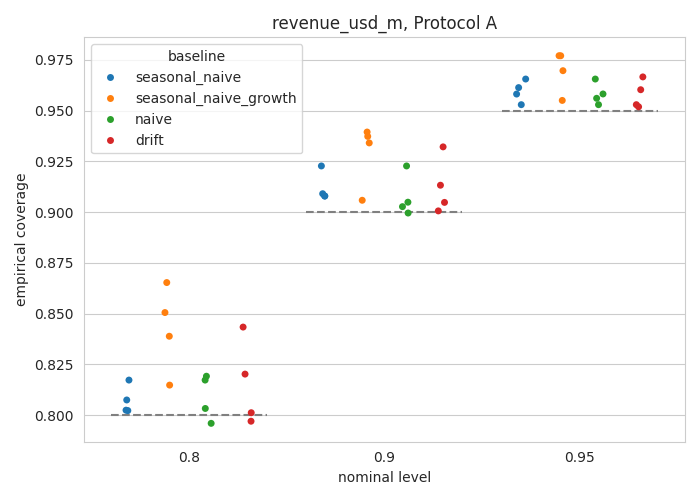 revenue_usd_m, Protocol A
baseline
seasonal_naive
seasonal_naive_growth
naive
drift
empirical coverage
0.975
0.950
0.925
0.900
0.875
0.850
0.825
0.800
0.8
0.9
0.95
nominal level